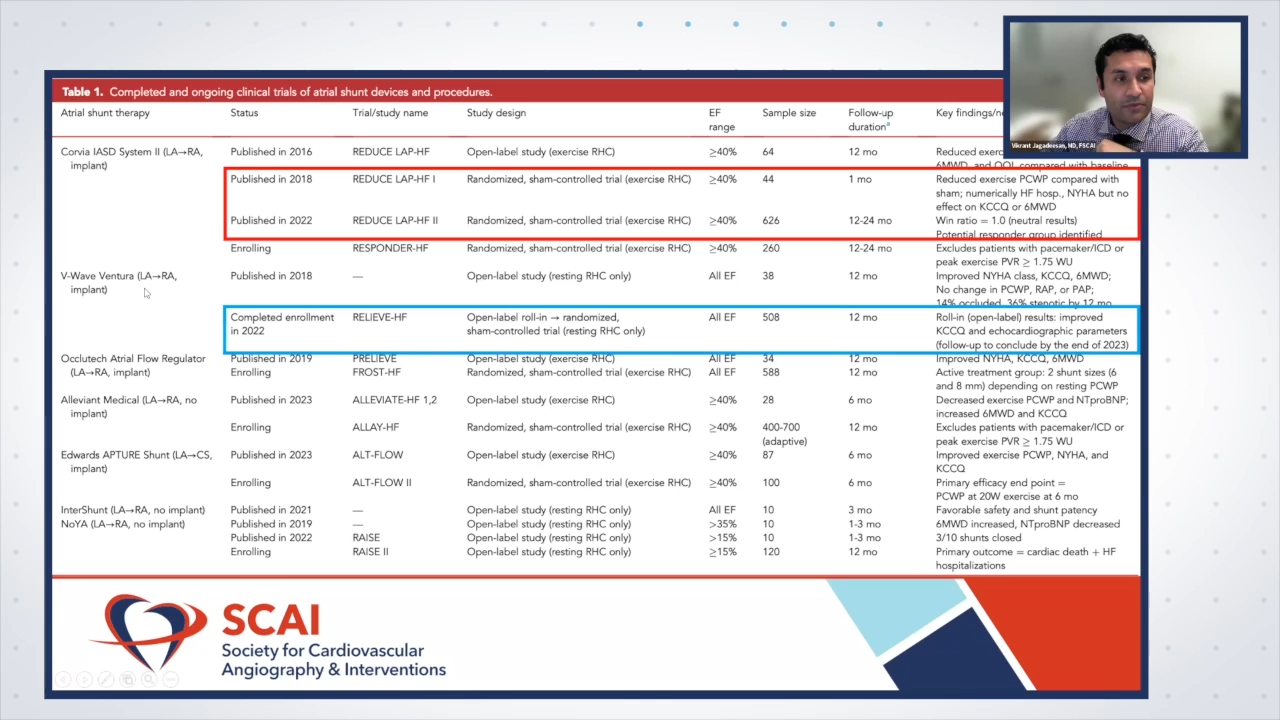 Table 1. Completed and ongoing clinical trials of atrial shunt devices and procedures.
Atrial shunt therapy Status Trial/study name Study design EF range Sample size Follow-up durationᵃ Key findings/
Corvia IASD System II (LA→RA, implant) Published in 2016 REDUCE LAP-HF Open-label study (exercise RHC) ≥40% 64 12 mo Reduced
6MWD, and QOL compared with baseline
Published in 2018 REDUCE LAP-HF I Randomized, sham-controlled trial (exercise RHC) ≥40% 44 1 mo Reduced exercise PCWP compared with
sham; numerically HF hosp., NYHA but no
effect on KCCQ or 6MWD
Published in 2022 REDUCE LAP-HF II Randomized, sham-controlled trial (exercise RHC) ≥40% 626 12-24 mo Win ratio = 1.0 (neutral results)
Potential responder group identified
Enrolling RESPONDER-HF Randomized, sham-controlled trial (exercise RHC) ≥40% 260 12-24 mo Excludes patients with pacemaker/ICD or
peak exercise PVR ≥ 1.75 WU
V-Wave Ventura (LA→RA, implant) Published in 2018 — Open-label study (resting RHC only) All EF 38 12 mo Improved NYHA class, KCCQ, 6MWD;
No change in PCWP, RAP, or PAP;
14% occluded, 36% stenotic by 12 mo
Completed enrollment in 2022 RELIEVE-HF Open-label roll-in → randomized, sham-controlled trial (resting RHC only) All EF 508 12 mo Roll-in (open-label) results: improved
KCCQ and echocardiographic parameters
(follow-up to conclude by the end of 2023)
Occlutech Atrial Flow Regulator (LA→RA, implant) Published in 2019 PRELIEVE Open-label study (exercise RHC) All EF 34 12 mo Improved NYHA, KCCQ, 6MWD
Enrolling FROST-HF Randomized, sham-controlled trial (exercise RHC) All EF 588 12 mo Active treatment group: 2 shunt sizes (6
and 8 mm) depending on resting PCWP
Alleviant Medical (LA→RA, no implant) Published in 2023 ALLEVIATE-HF 1,2 Open-label study (exercise RHC) ≥40% 28 6 mo Decreased exercise PCWP and NTproBNP;
increased 6MWD and KCCQ
Enrolling ALLAY-HF Randomized, sham-controlled trial (exercise RHC) ≥40% 400-700 (adaptive) 12 mo Excludes patients with pacemaker/ICD or
peak exercise PVR ≥ 1.75 WU
Edwards APTURE Shunt (LA→CS, implant) Published in 2023 ALT-FLOW Open-label study (exercise RHC) ≥40% 87 6 mo Improved exercise PCWP, NYHA, and
KCCQ
Enrolling ALT-FLOW II Randomized, sham-controlled trial (exercise RHC) ≥40% 100 6 mo Primary efficacy end point =
PCWP at 20W exercise at 6 mo
InterShunt (LA→RA, no implant) Published in 2021 — Open-label study (resting RHC only) All EF 10 3 mo Favorable safety and shunt patency
NoYA (LA→RA, no implant) Published in 2019 — Open-label study (resting RHC only) >35% 10 1-3 mo 6MWD increased, NTproBNP decreased
Published in 2022 RAISE Open-label study (resting RHC only) >15% 10 1-3 mo 3/10 shunts closed
Enrolling RAISE II Open-label study (resting RHC only) ≥15% 120 12 mo Primary outcome = cardiac death + HF
hospitalizations
Vikrant Jagadeesan, MD, FSCAI
SCAI
Society for Cardiovascular
Angiography & Interventions